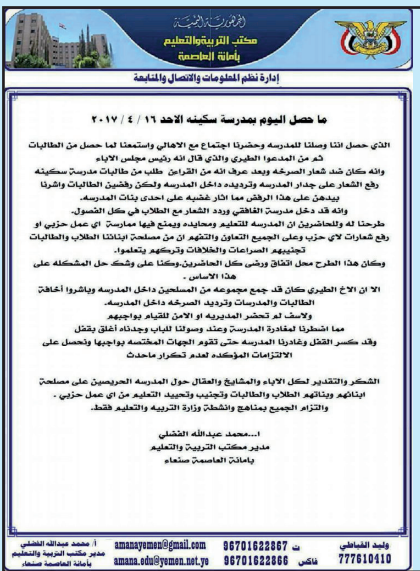 الجمهورية اليمنية
مكتب التربية والتعليم
بأمانة العاصمة
إدارة نظم المعلومات والاتصال والمتابعة
ما حصل اليوم بمدرسة سكينه الاحد ١٦ / ٤ / ٢٠١٧
الذي حصل اننا وصلنا للمدرسه وحضرنا اجتماع مع الاهالي واستمعنا لما حصل من الطالبات
ثم من المدعوا الطيري والذي قال انه رئيس مجلس الاباء
وانه كان ضد شعار الصرخه وبعد عرف انه من القراءن طلب من طالبات مدرسة سكينه
رفع الشعار على جدار المدرسه وترديده داخل المدرسه ولكن رفضين الطالبات واشرنا
بيدهن على هذا الرفض مما اثار غضبه على احدى بنات المدرسه.
وانه قد دخل مدرسة الغافقي وردد الشعار مع الطلاب في كل الفصول.
طرحنا له وللحاضرين ان المدرسه للتعليم ومحايده ويمنع فيها ممارسة اي عمل حزبي او
رفع شعارات لاي حزب وعلى الجميع التعاون والتفهم ان من مصلحة ابنائنا الطلاب والطالبات
تجنيبهم الصراعات والخلافات وتركهم يتعلموا.
وكان هذا الطرح محل اتفاق ورضى كل الحاضرين.وكنا على وشك حل المشكله على
هذا الاساس .
الا ان الاخ الطيري كان قد جمع مجموعه من المسلحين داخل المدرسه وباشروا أخافة
الطالبات والمدرسات وترديد الصرخه داخل المدرسه.
ولاسف لم تحضر المديريه او الامن للقيام بواجبهم
مما اضطرنا لمغادرة المدرسة وعند وصولنا للباب وجدناه أغلق بقفل
وقد كسر القفل وغادرنا المدرسه حتى تقوم الجهات المختصه بواجبها ونحصل على
الالتزامات المؤكده لعدم تكرار ماحدث
الشكر والتقدير لكل الاباء والمشايخ والعقال حول المدرسه الحريصين على مصلحة
ابنائهم وبناتهم الطلاب والطالبات وتجنيب وتحييد التعليم من اي عمل حزبي .
والتزام الجميع بمناهج وانشطة وزارة التربيه والتعليم فقط.
ا...محمد عبدالله الفضلي
مدير مكتب التربية والتعليم
بامانة العاصمة صنعاء
وليد القباطي
777610410
ت 96701622867
فاكس 96701622866
amanayemen@gmail.com
amana.edu@yemen.net.ye
أ/ محمد عبدالله الفضلي
مدير مكتب التربية والتعليم
بأمانة العاصمة صنعاء